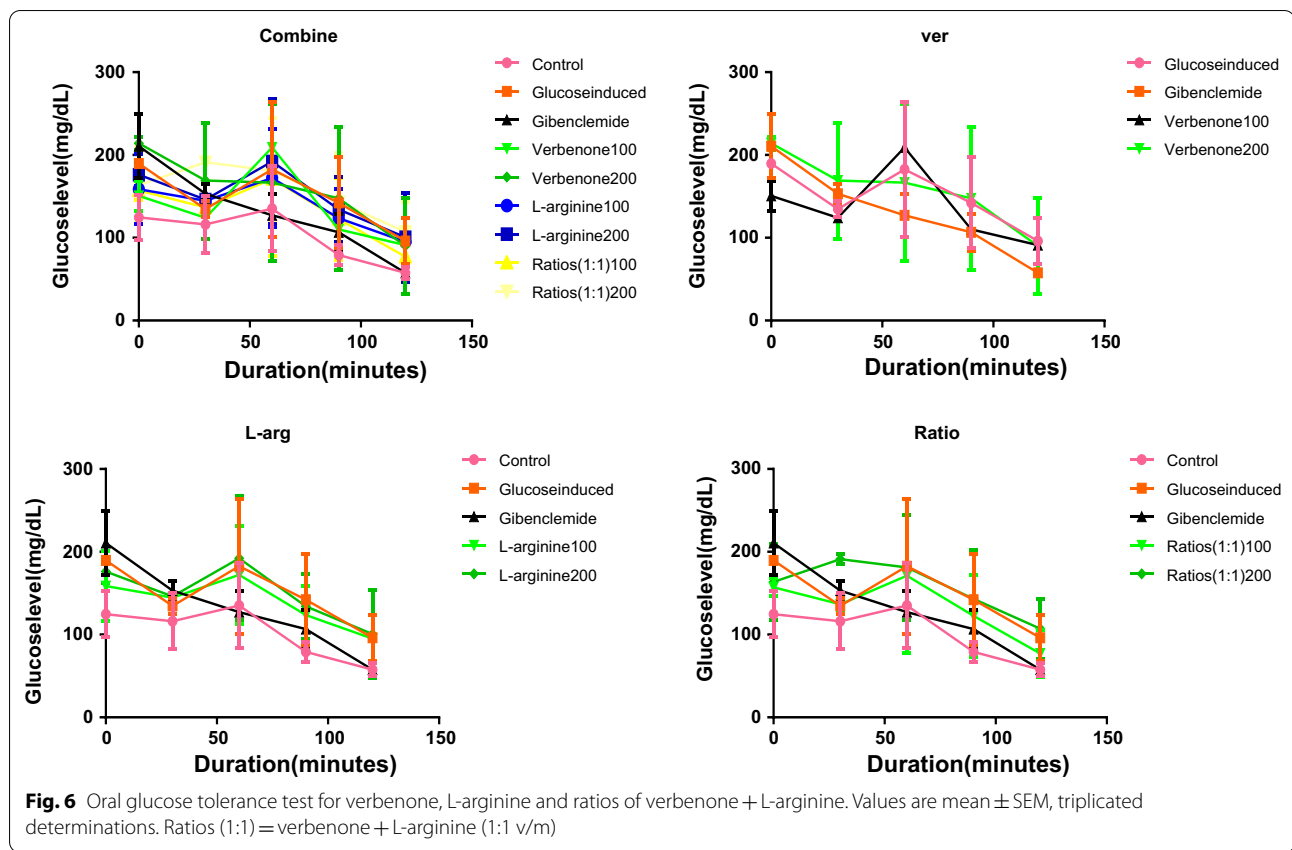 Combine
Glucoselevel(mg/dL)
300
200
100
0
0 50 100 150
Duration(minutes)
Control
Glucoseinduced
Gibenclemide
Verbenone100
Verbenone200
L-arginine100
L-arginine200
Ratios(1:1)100
Ratios(1:1)200
ver
Glucoselevel(mg/dL)
300
200
100
0
0 50 100 150
Duration(minutes)
Glucoseinduced
Gibenclemide
Verbenone100
Verbenone200
L-arg
Glucoselevel(mg/dL)
300
200
100
0
0 50 100 150
Duration(minutes)
Control
Glucoseinduced
Gibenclemide
L-arginine100
L-arginine200
Ratio
Glucoselevel(mg/dL)
300
200
100
0
0 50 100 150
Duration(minutes)
Control
Glucoseinduced
Gibenclemide
Ratios(1:1)100
Ratios(1:1)200
Fig. 6 Oral glucose tolerance test for verbenone, L-arginine and ratios of verbenone + L-arginine. Values are mean ± SEM, triplicated
determinations. Ratios (1:1) = verbenone + L-arginine (1:1 v/m)